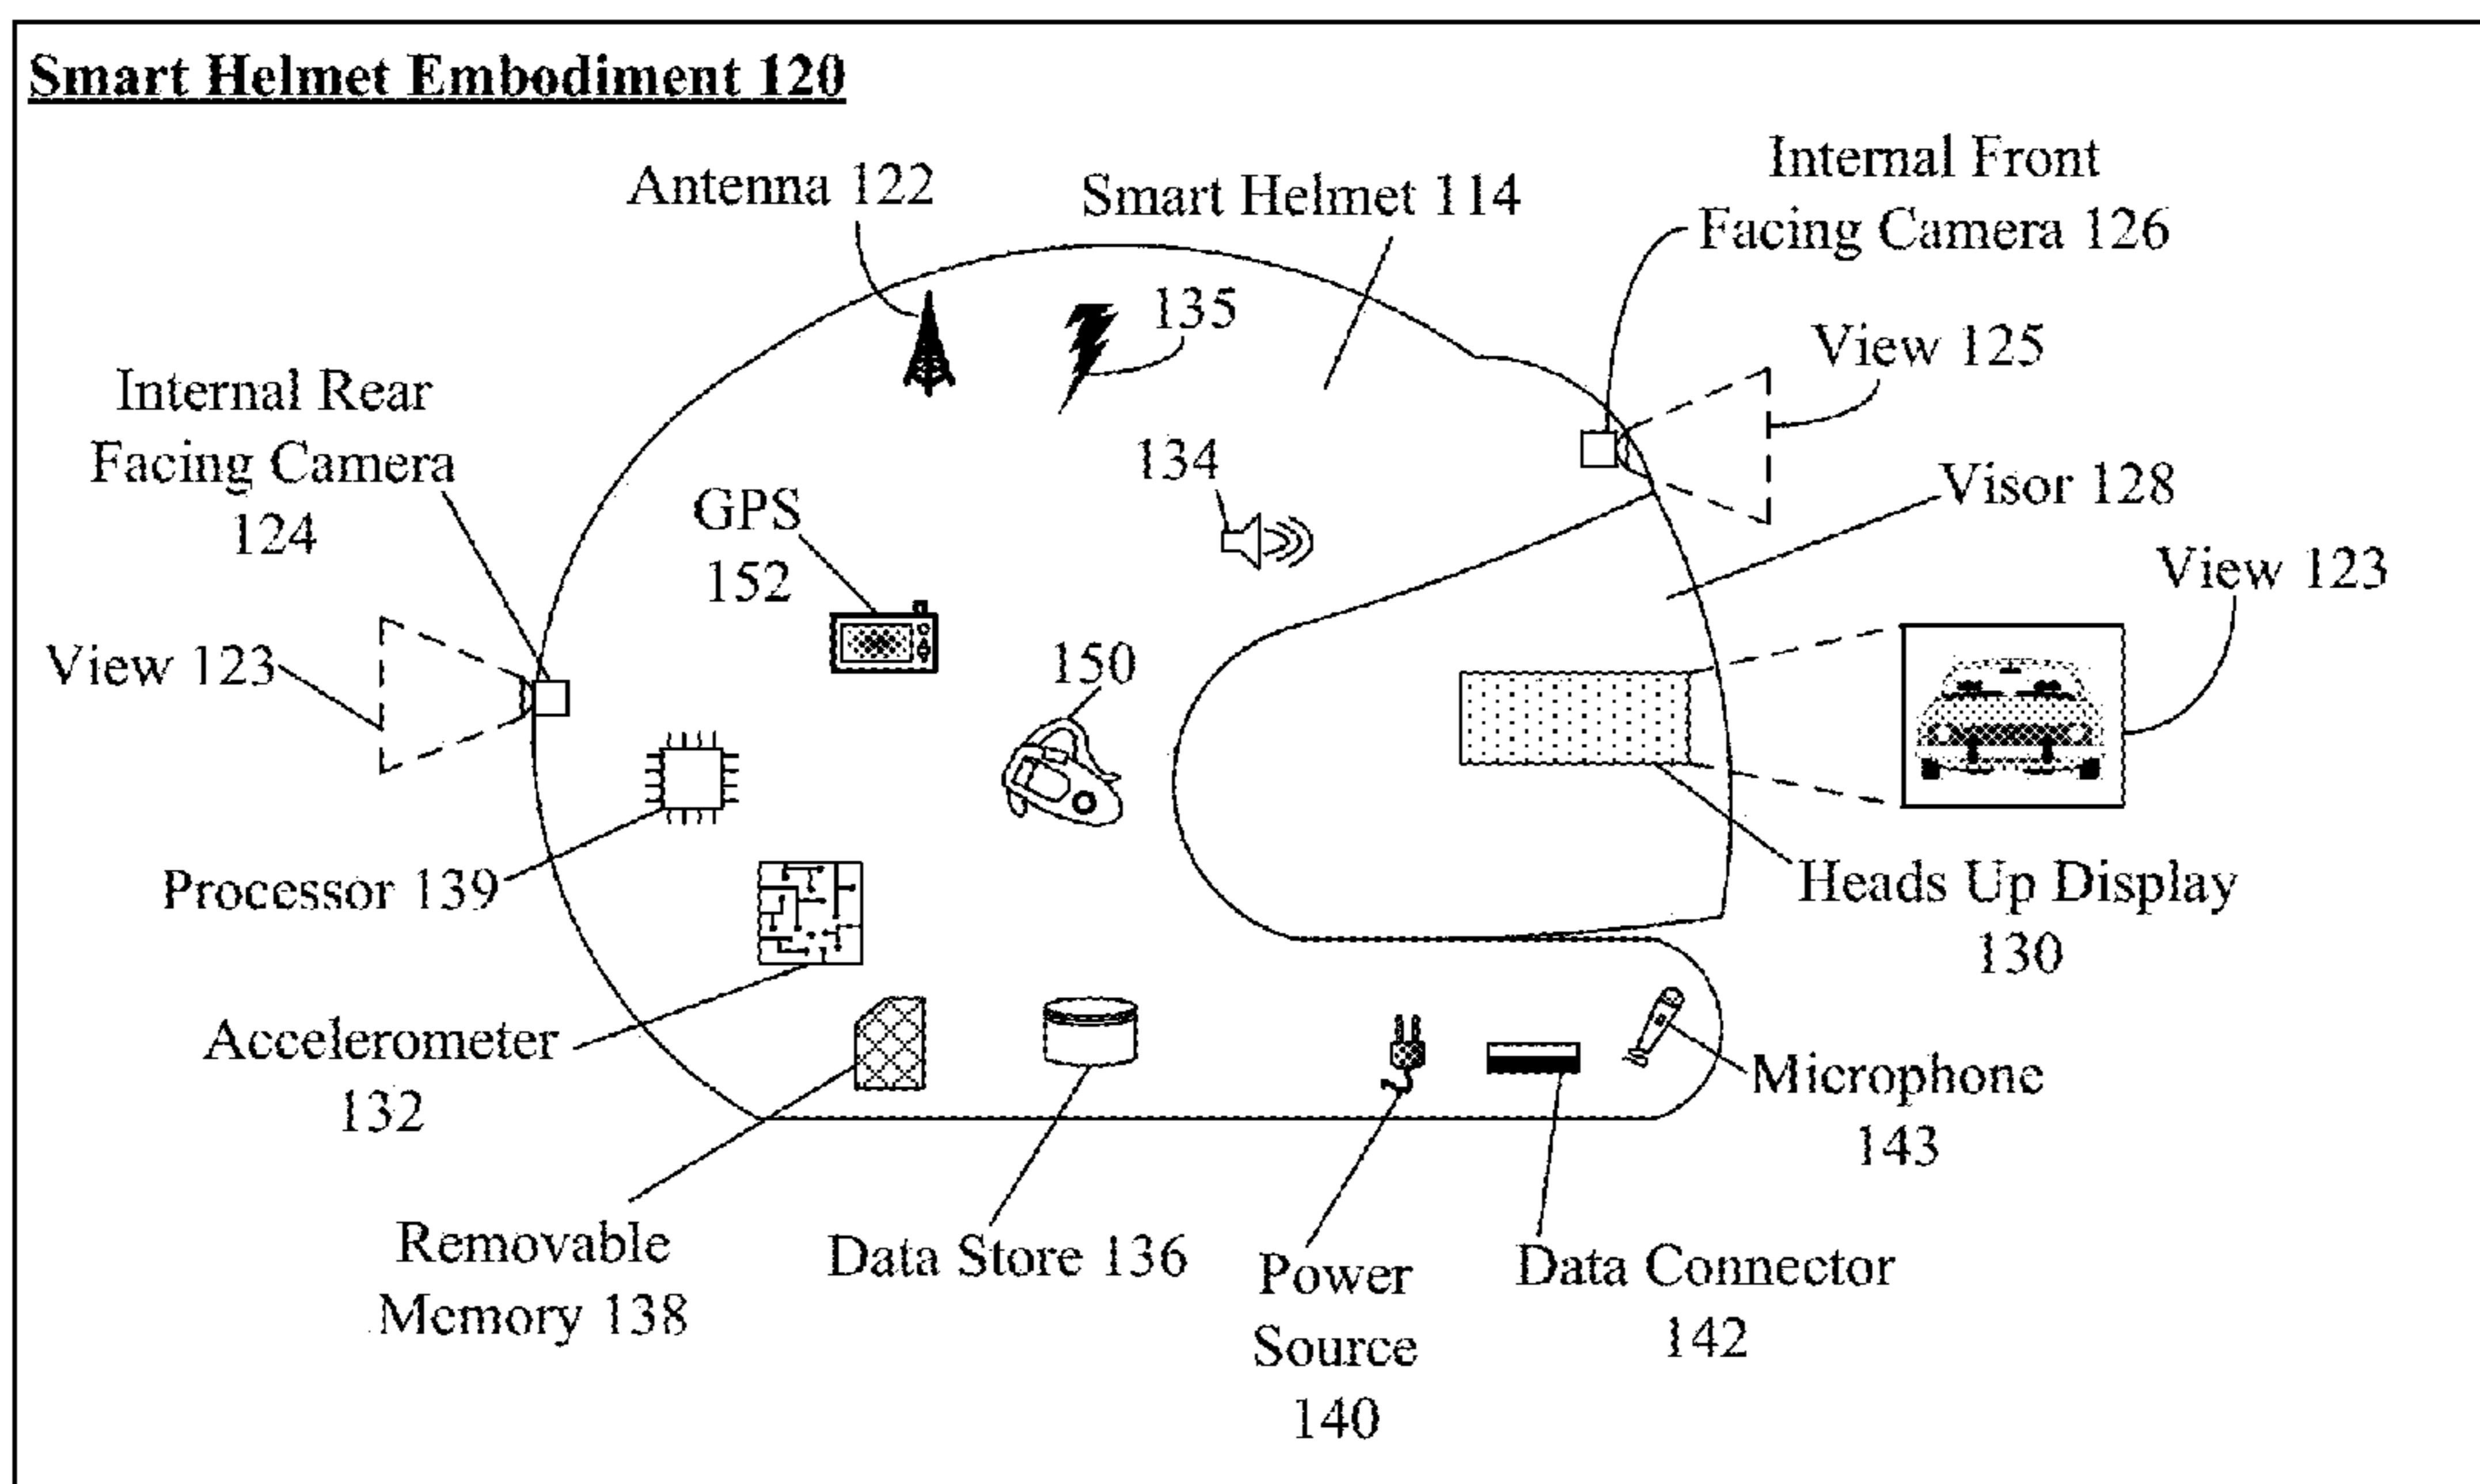 Smart Helmet Embodiment 120
Internal Front
Facing Camera 126
Antenna 122
Smart Helmet 114
135
View 125
Internal Rear
Facing Camera
124
134
Visor 128
GPS
152
View 123
View 123
150
Processor 139
Heads Up Display
130
Accelerometer
132
Microphone
143
Removable
Memory 138
Data Store 136
Power
Source
140
Data Connector
142